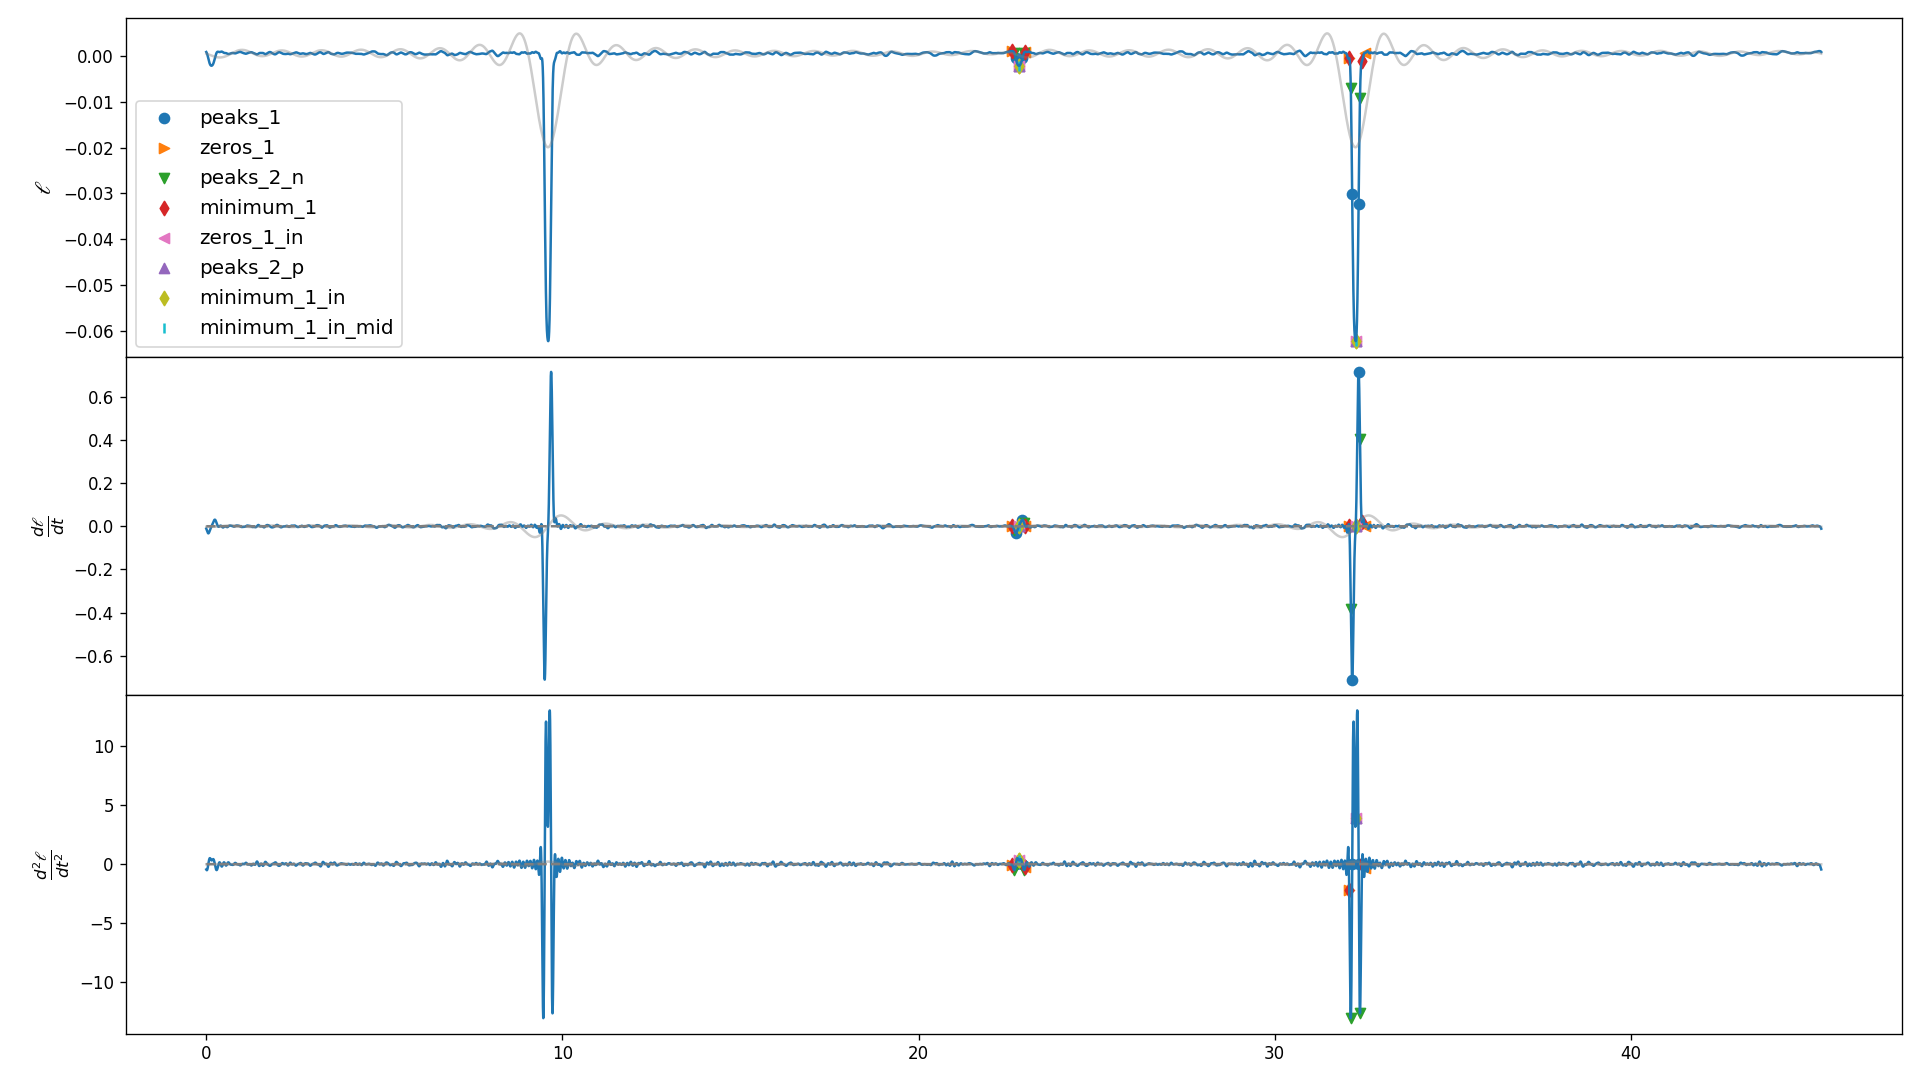 0.00
−0.01
−0.02
−0.03
−0.04
−0.05
−0.06
ℓ
peaks_1
zeros_1
peaks_2_n
minimum_1
zeros_1_in
peaks_2_p
minimum_1_in
minimum_1_in_mid
0.6
0.4
0.2
0.0
−0.2
−0.4
−0.6
dℓ
dt
10
5
0
−5
−10
d²ℓ
dt²
0 10 20 30 40